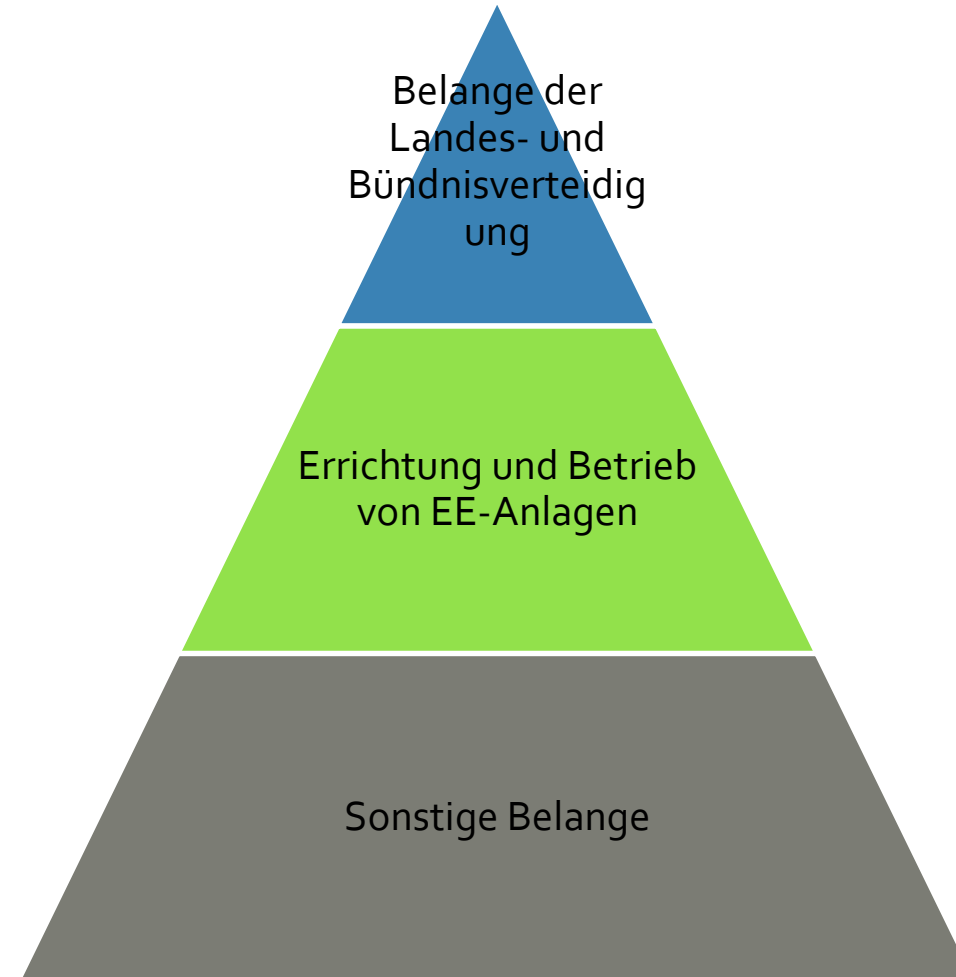 Belange der
Landes- und
Bündnisverteidig
ung
Errichtung und Betrieb
von EE-Anlagen
Sonstige Belange